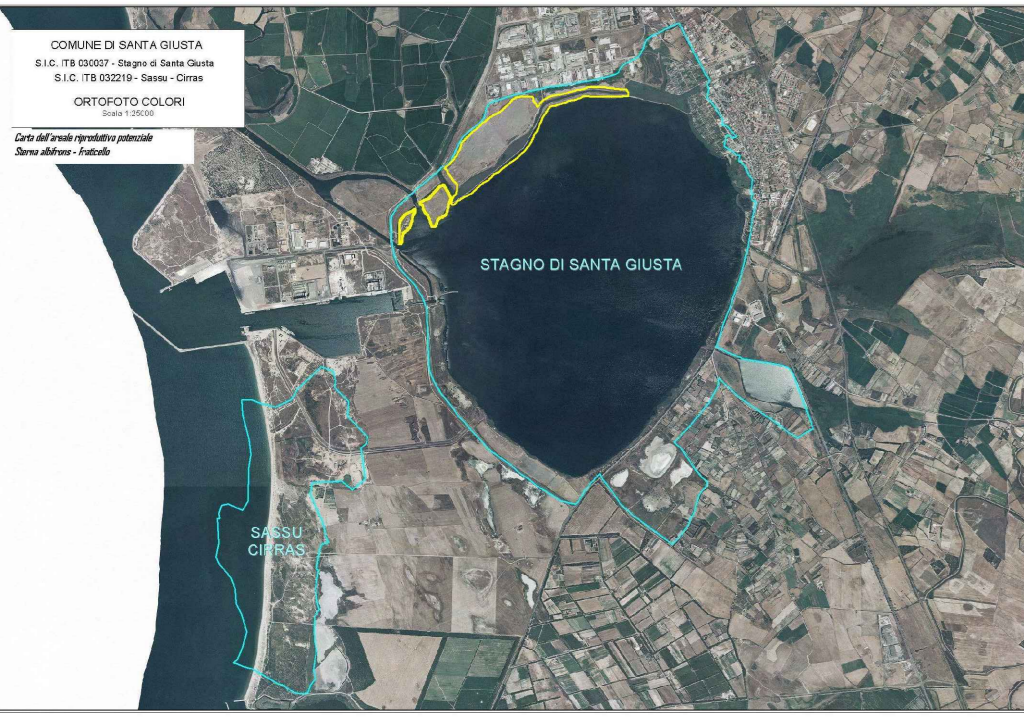 COMUNE DI SANTA GIUSTA
S.I.C. ITB 030037 - Stagno di Santa Giusta
S.I.C. ITB 032219 - Sassu - Cirras
ORTOFOTO COLORI
Scala 1:25000
Carta dell'areale riproduttivo potenziale
Sterna albifrons - Fraticello
STAGNO DI SANTA GIUSTA
SASSU
CIRRAS